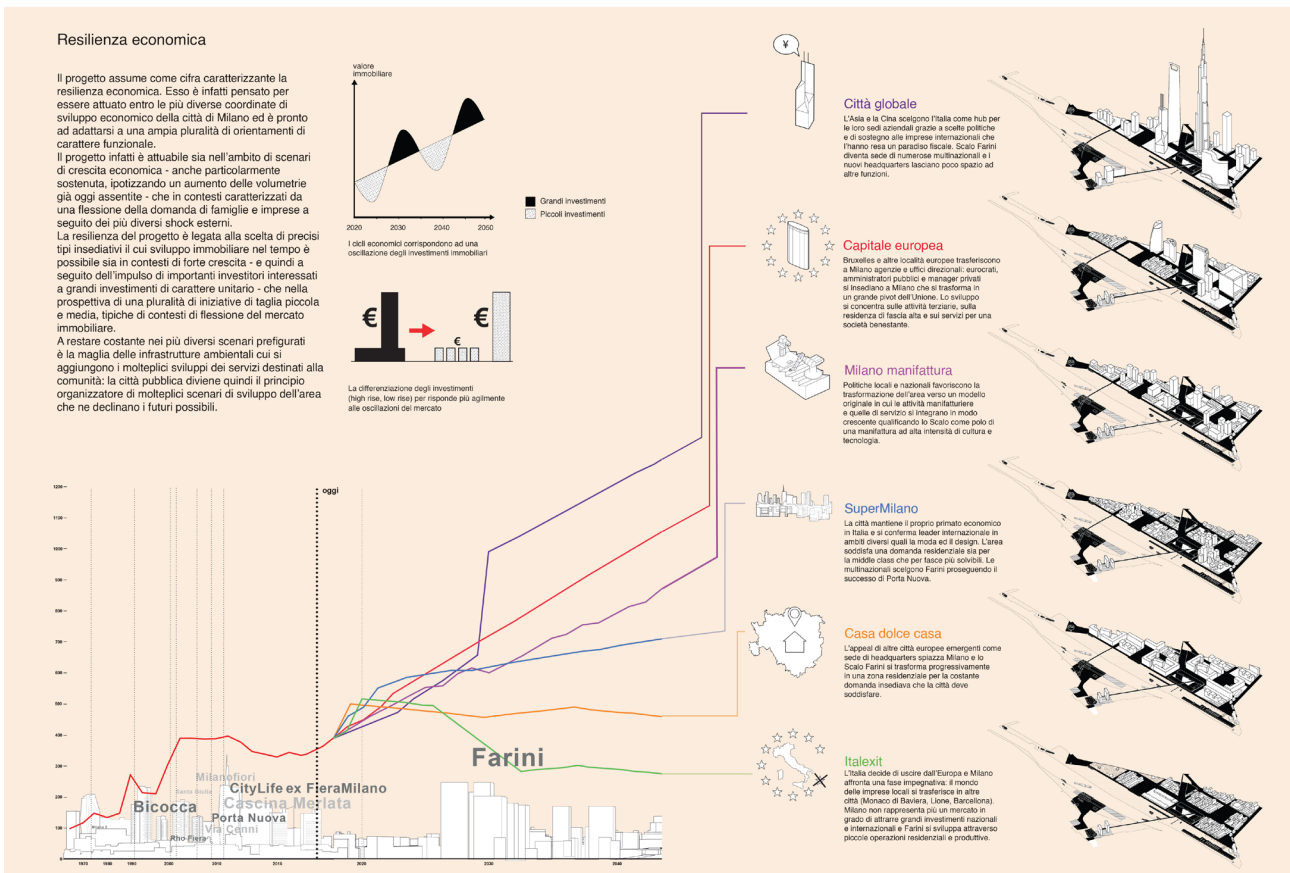 Resilienza economica
Il progetto assume come cifra caratterizzante la
resilienza economica. Esso è infatti pensato per
essere attuato entro le più diverse coordinate di
sviluppo economico della città di Milano ed è pronto
ad adattarsi a una ampia pluralità di orientamenti di
carattere funzionale.
Il progetto infatti è attuabile sia nell'ambito di scenari
di crescita economica - anche particolarmente
sostenuta, ipotizzando un aumento delle volumetrie
già oggi assentite - che in contesti caratterizzati da
una flessione della domanda di famiglie e imprese a
seguito dei più diversi shock esterni.
La resilienza del progetto è legata alla scelta di precisi
tipi insediativi il cui sviluppo immobiliare nel tempo è
possibile sia in contesti di forte crescita - e quindi a
seguito dell'impulso di importanti investitori interessati
a grandi investimenti di carattere unitario - che nella
prospettiva di una pluralità di iniziative di taglia piccola
e media, tipiche di contesti di flessione del mercato
immobiliare.
A restare costante nei più diversi scenari prefigurati
è la maglia delle infrastrutture ambientali cui si
aggiungono i molteplici sviluppi dei servizi destinati alla
comunità: la città pubblica diviene quindi il principio
organizzatore di molteplici scenari di sviluppo dell'area
che ne declinano i futuri possibili.
valore
immobiliare
2020 2030 2040 2050 2060
Grandi investimenti
Piccoli investimenti
I cicli economici corrispondono ad una
oscillazione degli investimenti immobiliari
€ € €
La differenziazione degli investimenti
(high rise, low rise) per risponde più agilmente
alle oscillazioni del mercato
¥
Città globale
L'Asia e la Cina scelgono l'Italia come hub per
le loro sedi aziendali grazie a scelte politiche
e di sostegno alle imprese internazionali che
l'hanno resa un paradiso fiscale. Scalo Farini
diventa sede di numerose multinazionali e i
nuovi headquarters lasciano poco spazio ad
altre funzioni.
Capitale europea
Bruxelles e altre località europee trasferiscono
a Milano agenzie e uffici direzionali: eurocrati,
amministratori pubblici e manager privati
si insediano a Milano che si trasforma in
un grande pivot dell'Unione. Lo sviluppo
si concentra sulle attività terziarie, sulla
residenza di fascia alta e sui servizi per una
società benestante.
Milano manifattura
Politiche locali e nazionali favoriscono la
trasformazione dell'area verso un modello
originale in cui le attività manifatturiere
e quelle di servizio si integrano in modo
crescente qualificando lo Scalo come polo di
una manifattura ad alta intensità di cultura e
tecnologia.
SuperMilano
La città mantiene il proprio primato economico
in Italia e si conferma leader internazionale in
ambiti diversi quali la moda ed il design. L'area
soddisfa una domanda residenziale sia per
la middle class che per fasce più solvibili. Le
multinazionali scelgono Farini proseguendo il
successo di Porta Nuova.
Casa dolce casa
L'appeal di altre città europee emergenti come
sede di headquarters spiazza Milano e lo
Scalo Farini si trasforma progressivamente
in una zona residenziale per la costante
domanda insediava che la città deve
soddisfare.
Italexit
L'Italia decide di uscire dall'Europa e Milano
affronta una fase impegnativa: il mondo
delle imprese locali si trasferisce in altre
città (Monaco di Baviera, Lione, Barcellona).
Milano non rappresenta più un mercato in
grado di attrarre grandi investimenti nazionali
e internazionali e Farini si sviluppa attraverso
piccole operazioni residenziali e produttive.
oggi
1200
1100
1000
900
800
700
600
500
400
300
200
100
0
Farini
Milanofiori
Santa Giulia
CityLife ex FieraMilano
Bicocca
Cascina Merlata
Porta Nuova
Via Cenni
Rho Fiera
1970 1980 1990 2000 2010 2015 2020 2030 2040